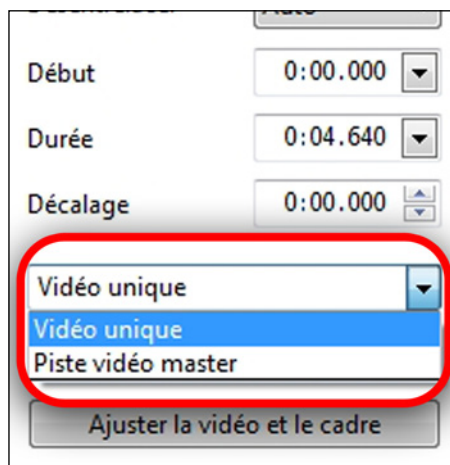 Début 0:00.000
Durée 0:04.640
Décalage 0:00.000
Vidéo unique
Vidéo unique
Piste vidéo master
Ajuster la vidéo et le cadre